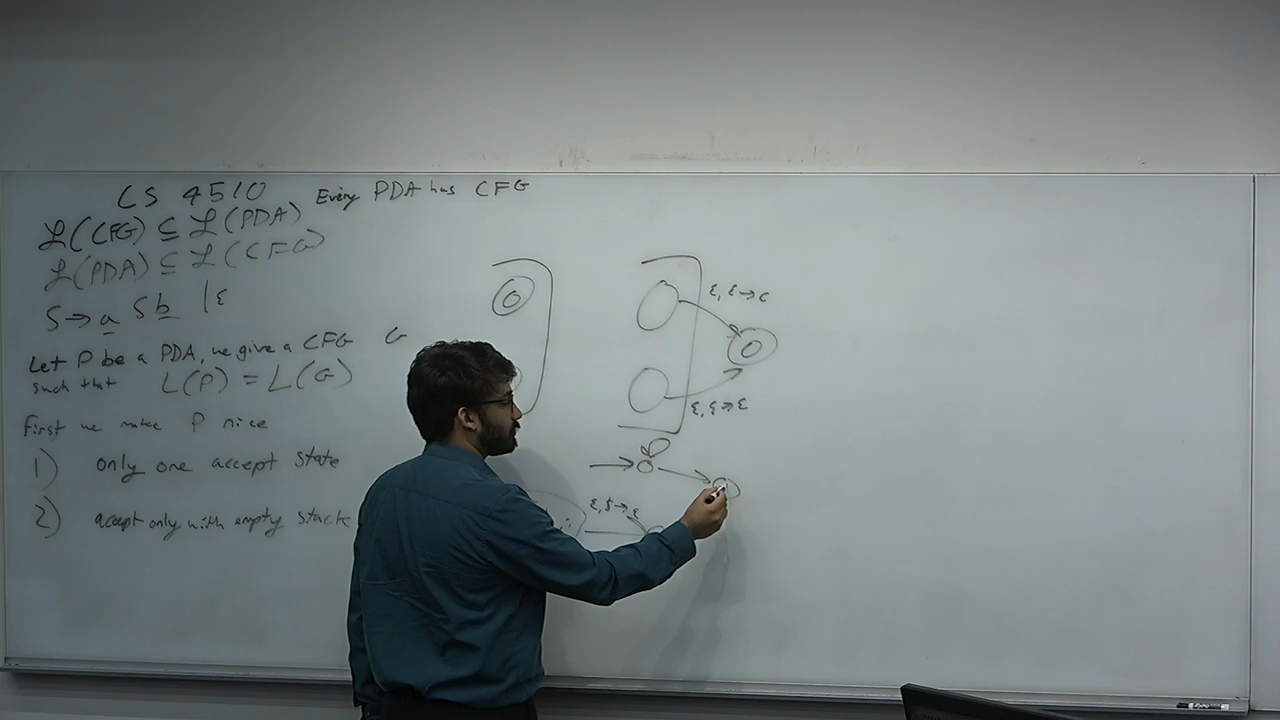 CS 4510 Every PDA has CFG
ℒ(CFG) ⊆ ℒ(PDA)
ℒ(PDA) ⊆ ℒ(CFG)
S → a S b | ε
Let P be a PDA, we give a CFG G
such that L(P) = L(G)
First we make P nice
1) only one accept state
2) accept only with empty stack
ε, ε → ε
ε, ε → ε
ε, $ → ε